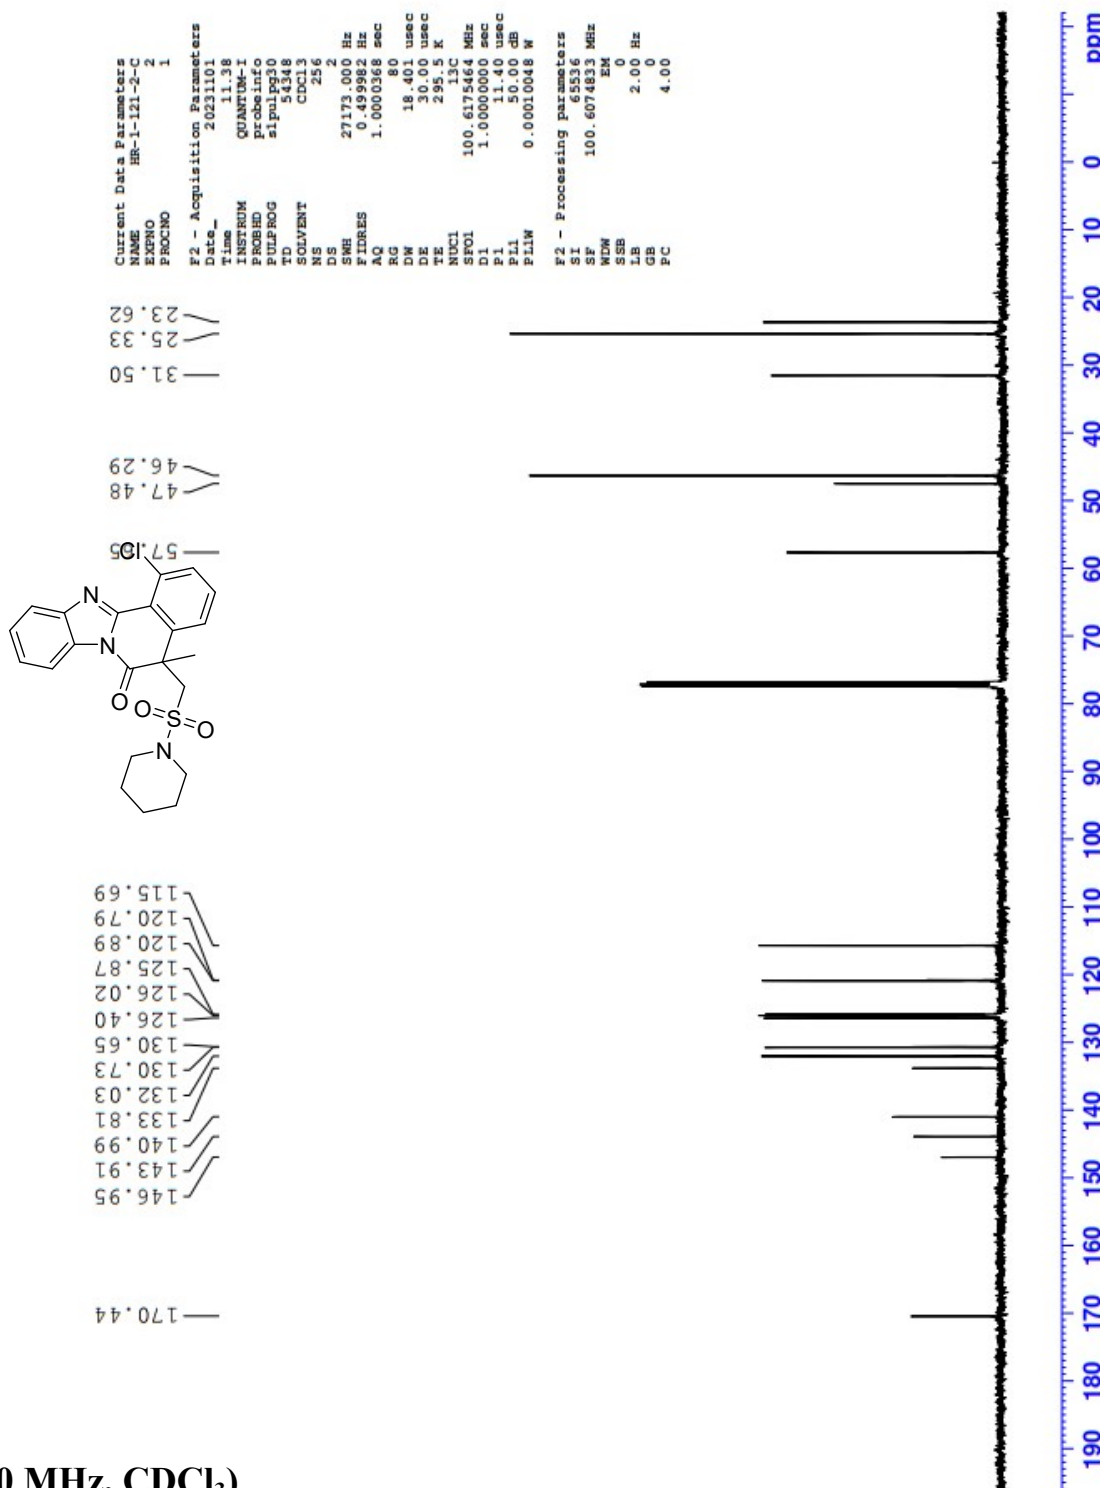 Current Data Parameters
NAME HR-1-121-2-C
EXPNO 2
PROCNO 1
F2 - Acquisition Parameters
Date_ 20231101
Time 11.38
INSTRUM QUANTUM-I
PROBHD probeinfo
PULPROG s1pulpg30
TD 54348
SOLVENT CDCl3
NS 256
DS 2
SWH 27173.000 Hz
FIDRES 0.499982 Hz
AQ 1.0000368 sec
RG 80
DW 18.401 usec
DE 30.00 usec
TE 295.5 K
NUC1 13C
SFO1 100.6175464 MHz
D1 1.00000000 sec
P1 11.40 usec
PL1 50.00 dB
PL1W 0.00010048 W
F2 - Processing parameters
SI 65536
SF 100.6074833 MHz
WDW EM
SSB 0
LB 2.00 Hz
GB 0
PC 4.00
23.62
25.33
31.50
46.29
47.48
57.65
Cl
N
N
O
O
S
O
N
115.69
120.79
120.89
125.87
126.02
126.40
130.65
130.73
132.03
133.81
140.99
143.91
146.95
170.44
ppm
0
10
20
30
40
50
60
70
80
90
100
110
120
130
140
150
160
170
180
190
0 MHz, CDCl₃)